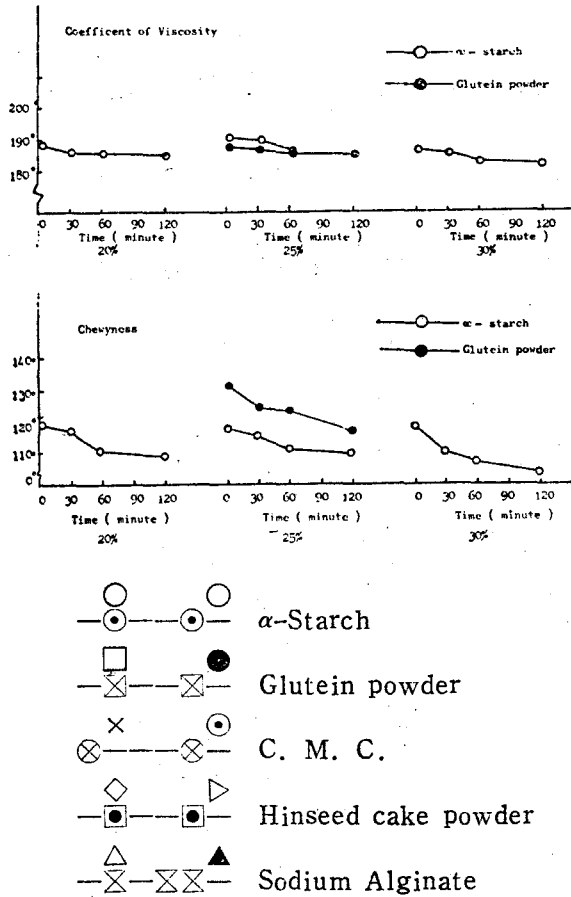 Coefficent of Viscosity
α- starch
Glutein powder
200
190°
180°
0 30 60 90 120 0 30 60 90 120 0 30 60 90 120
Time ( minute ) Time ( minute ) Time ( minute )
20% 25% 30%
Chewyness
α- starch
Glutein powder
140°
130°
120°
110°
0°
0 30 60 90 120 0 30 60 90 120 0 30 60 90 120
Time ( minute ) Time ( minute ) Time ( minute )
20% 25% 30%
α-Starch
Glutein powder
C. M. C.
Hinseed cake powder
Sodium Alginate